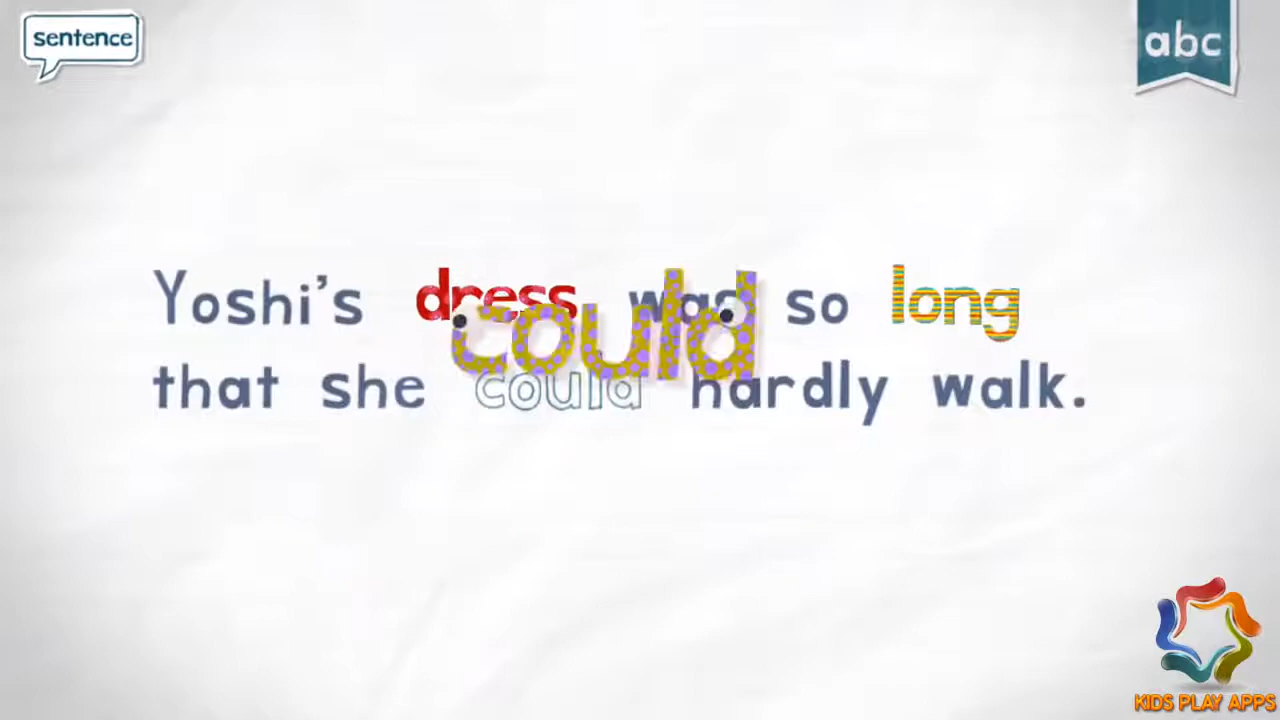 sentence
abc
Yoshi's dress was so long
could
that she could hardly walk.
KIDS PLAY APPS